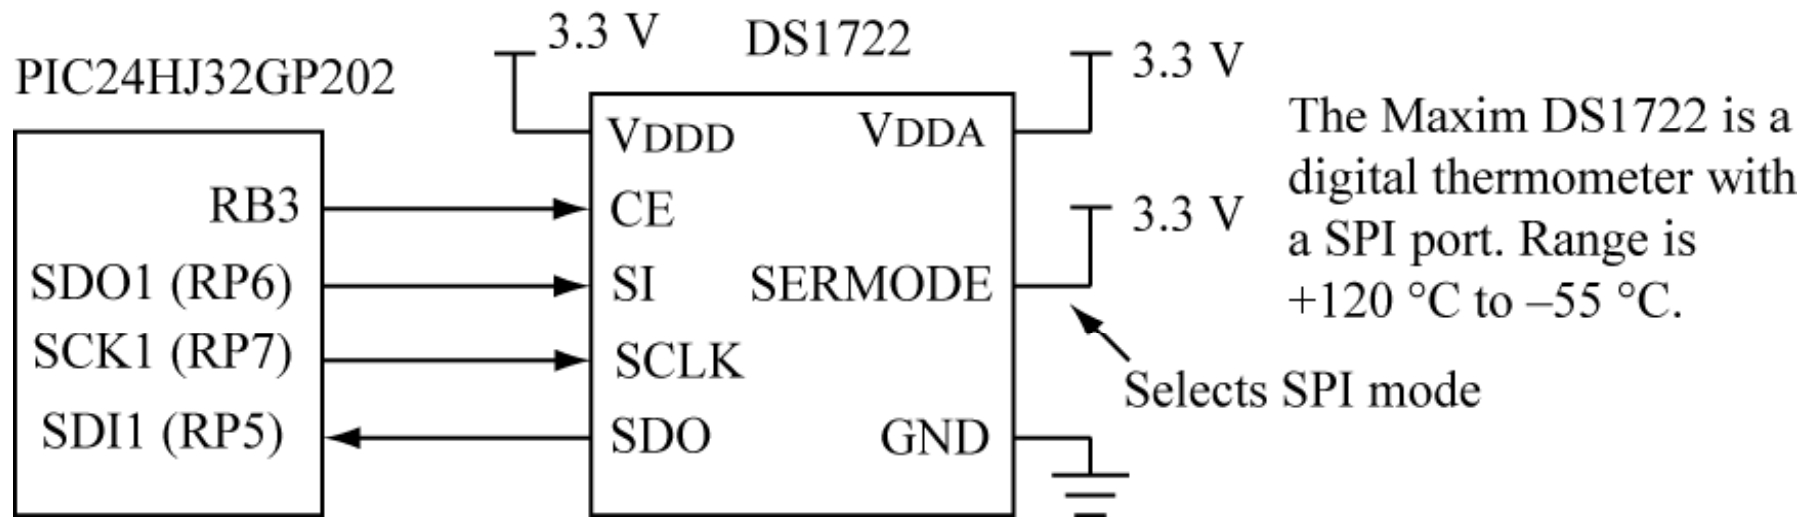 3.3 V
DS1722
3.3 V
PIC24HJ32GP202
VDDD
VDDA
The Maxim DS1722 is a
digital thermometer with
a SPI port. Range is
+120 °C to –55 °C.
RB3
CE
3.3 V
SDO1 (RP6)
SI
SERMODE
SCK1 (RP7)
SCLK
Selects SPI mode
SDI1 (RP5)
SDO
GND